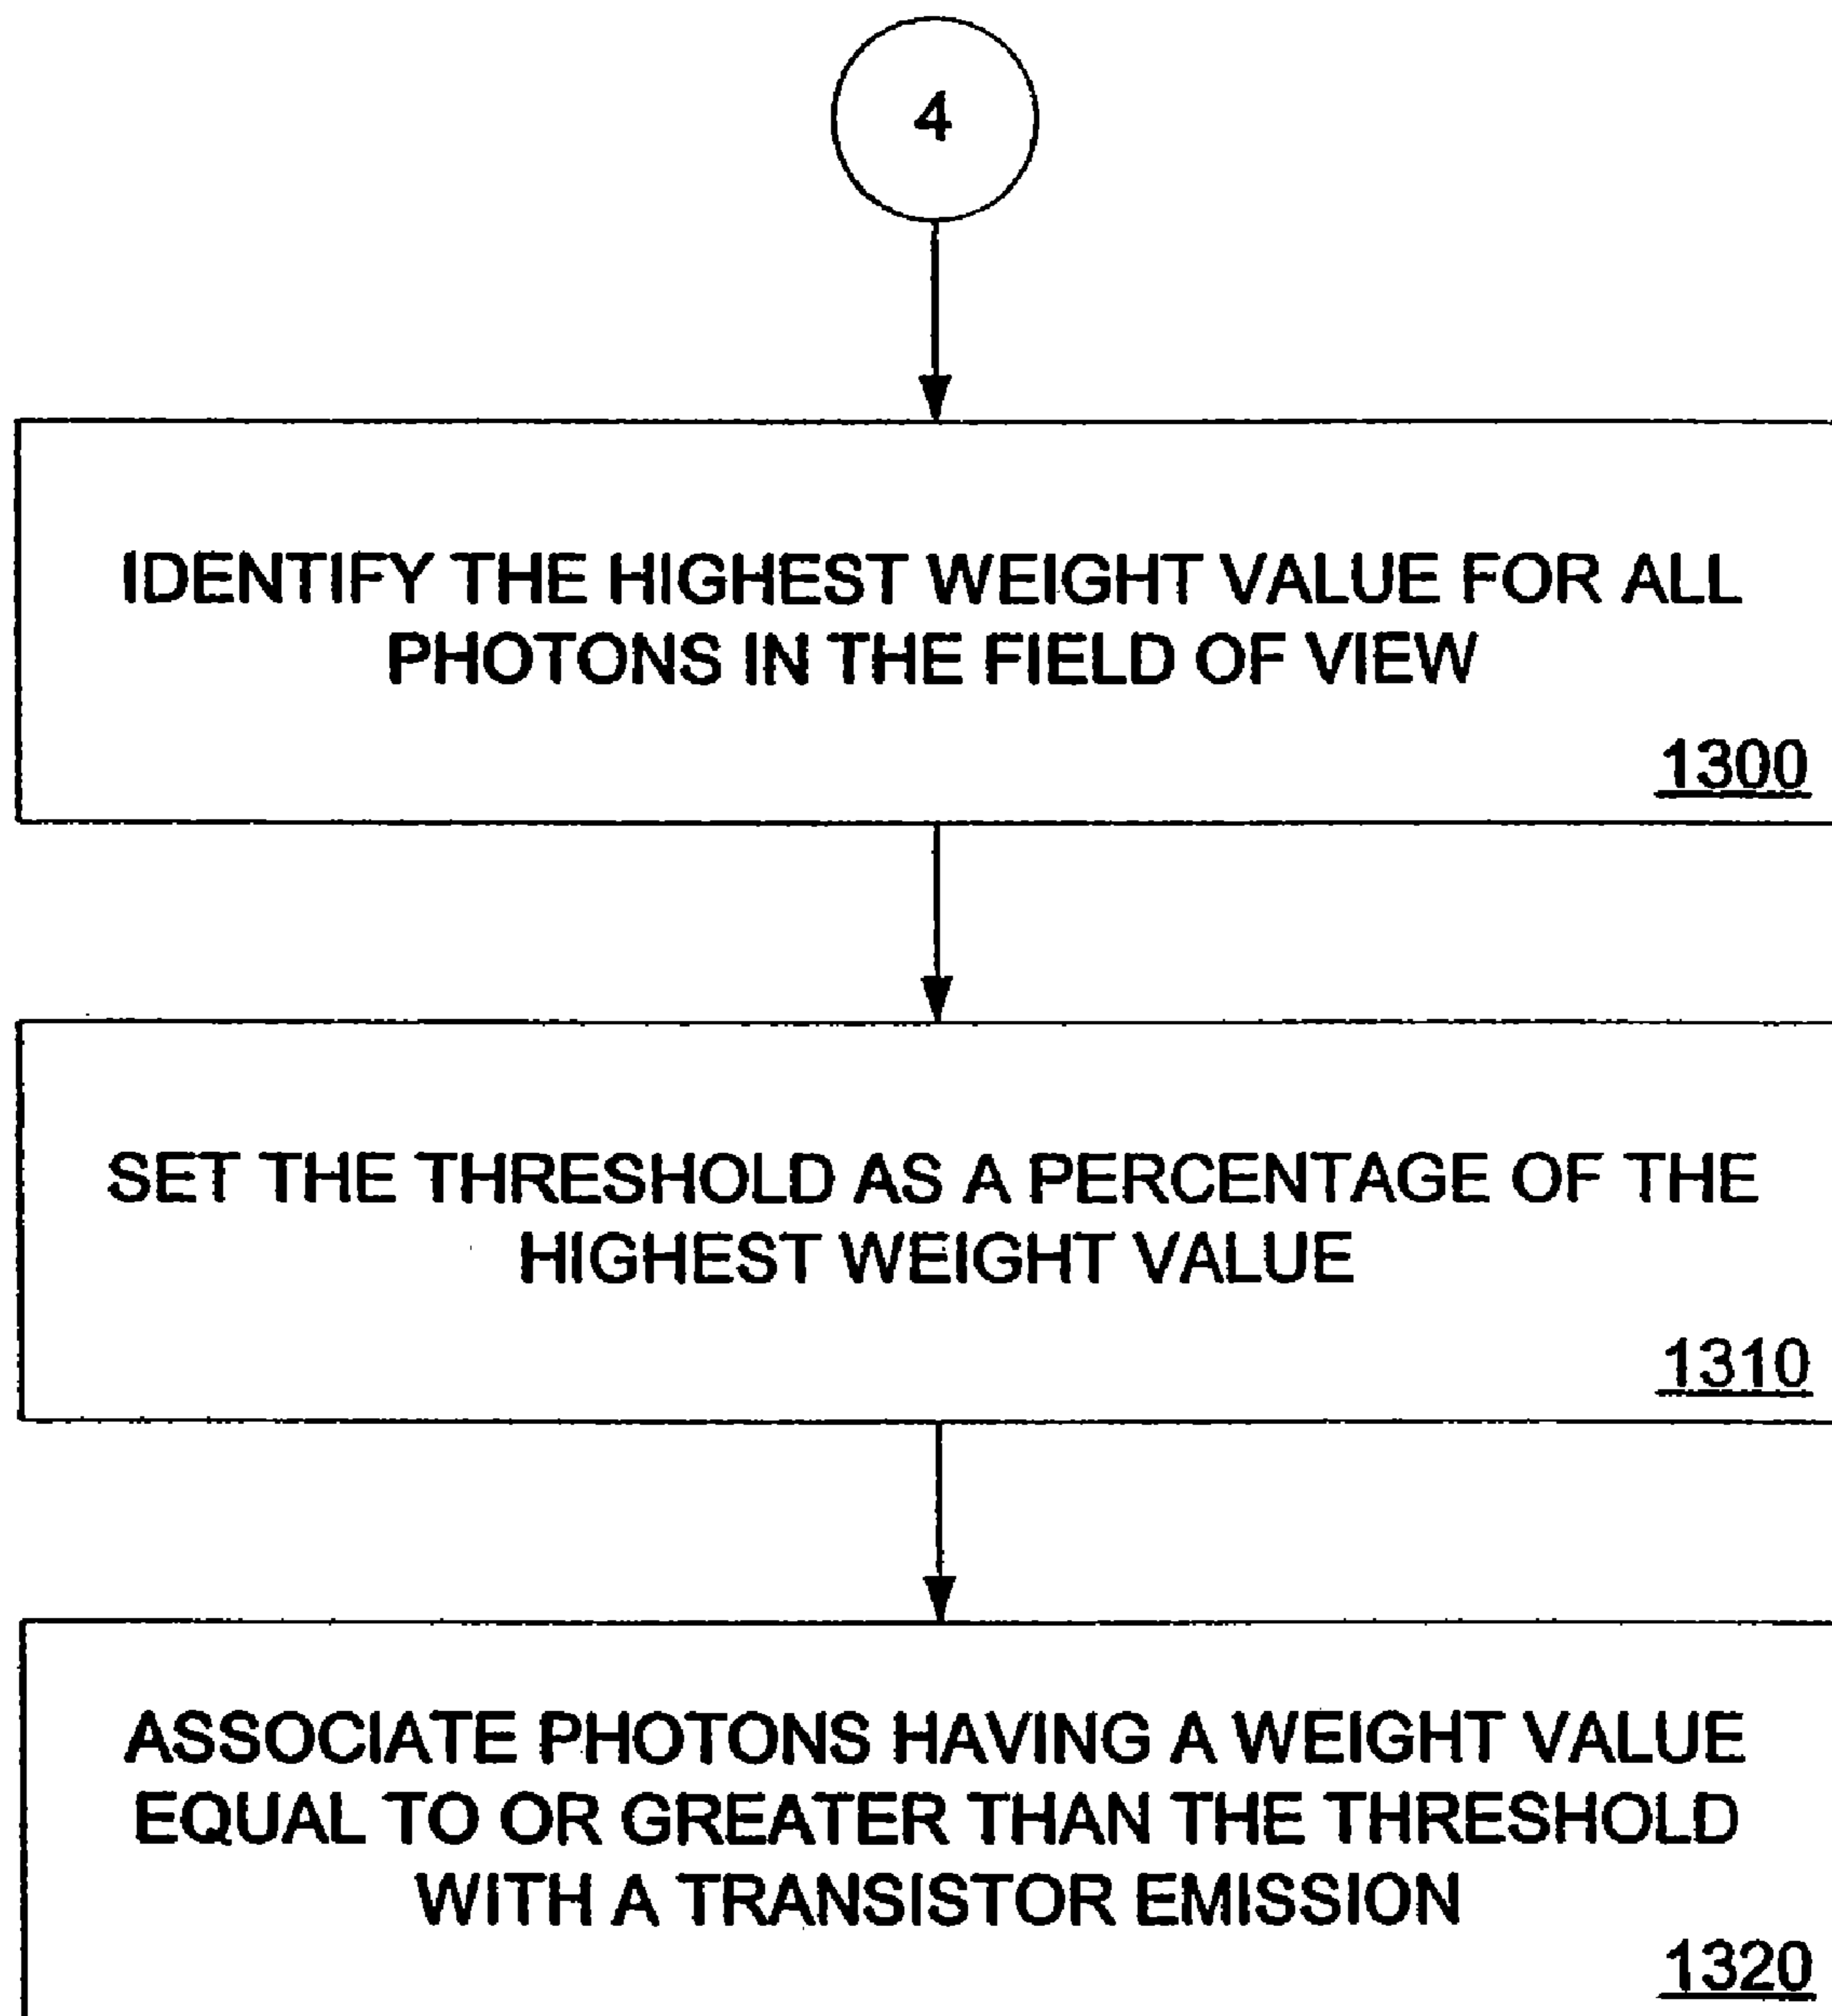 4
IDENTIFY THE HIGHEST WEIGHT VALUE FOR ALL
PHOTONS IN THE FIELD OF VIEW
1300
SET THE THRESHOLD AS A PERCENTAGE OF THE
HIGHEST WEIGHT VALUE
1310
ASSOCIATE PHOTONS HAVING A WEIGHT VALUE
EQUAL TO OR GREATER THAN THE THRESHOLD
WITH A TRANSISTOR EMISSION
1320